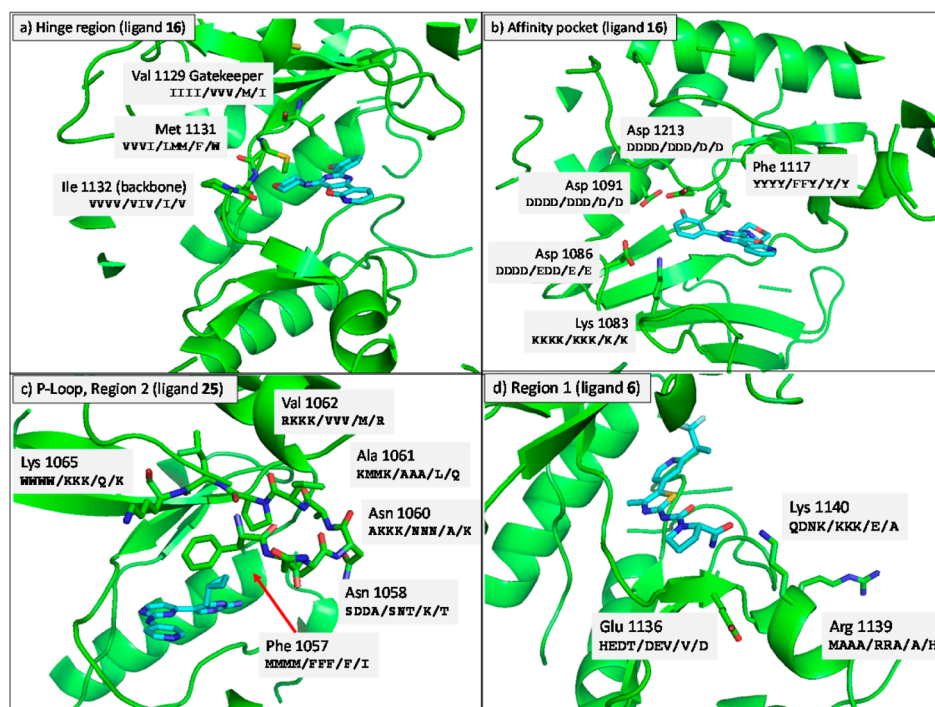 a) Hinge region (ligand 16)
Val 1129 Gatekeeper
IIII/VVV/M/I
Met 1131
VVVI/LMM/F/W
Ile 1132 (backbone)
VVVV/VIV/I/V
b) Affinity pocket (ligand 16)
Asp 1213
DDDD/DDD/D/D
Phe 1117
YYYY/FFY/Y/Y
Asp 1091
DDDD/DDD/D/D
Asp 1086
DDDD/EDD/E/E
Lys 1083
KKKK/KKK/K/K
c) P-Loop, Region 2 (ligand 25)
Val 1062
RKKK/VVV/M/R
Lys 1065
WWWW/KKK/Q/K
Ala 1061
KMMK/AAA/L/Q
Asn 1060
AKKK/NNN/A/K
Asn 1058
SDDA/SNT/K/T
Phe 1057
MMMM/FFF/F/I
d) Region 1 (ligand 6)
Lys 1140
QDNK/KKK/E/A
Glu 1136
HEDT/DEV/V/D
Arg 1139
MAAA/RRA/A/H